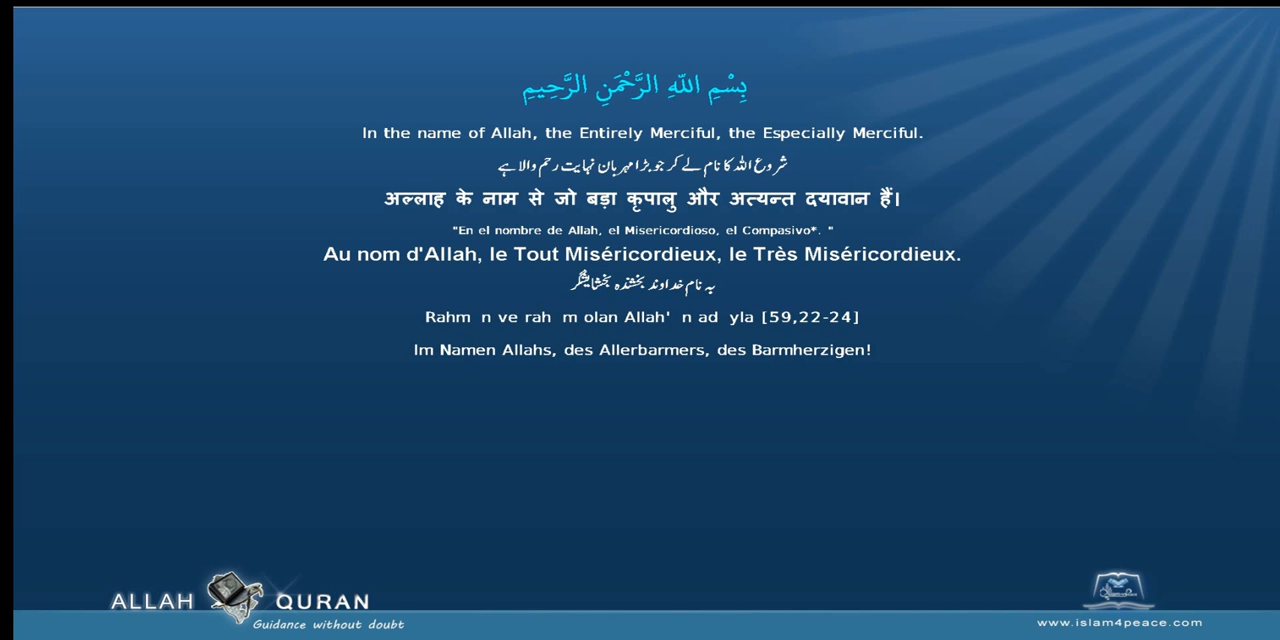 بِسْمِ اللّٰهِ الرَّحْمَنِ الرَّحِيمِ
In the name of Allah, the Entirely Merciful, the Especially Merciful.
شروع الله کا نام لے کر جو بڑا مہربان نہایت رحم والا ہے
अल्लाह के नाम से जो बड़ा कृपालु और अत्यन्त दयावान हैं।
"En el nombre de Allah, el Misericordioso, el Compasivo*. "
Au nom d'Allah, le Tout Miséricordieux, le Très Miséricordieux.
به نام خداوند بخشنده بخشایشگر
Rahm n ve rah m olan Allah' n ad yla [59,22-24]
Im Namen Allahs, des Allerbarmers, des Barmherzigen!
ALLAH QURAN
Guidance without doubt
www.islam4peace.com